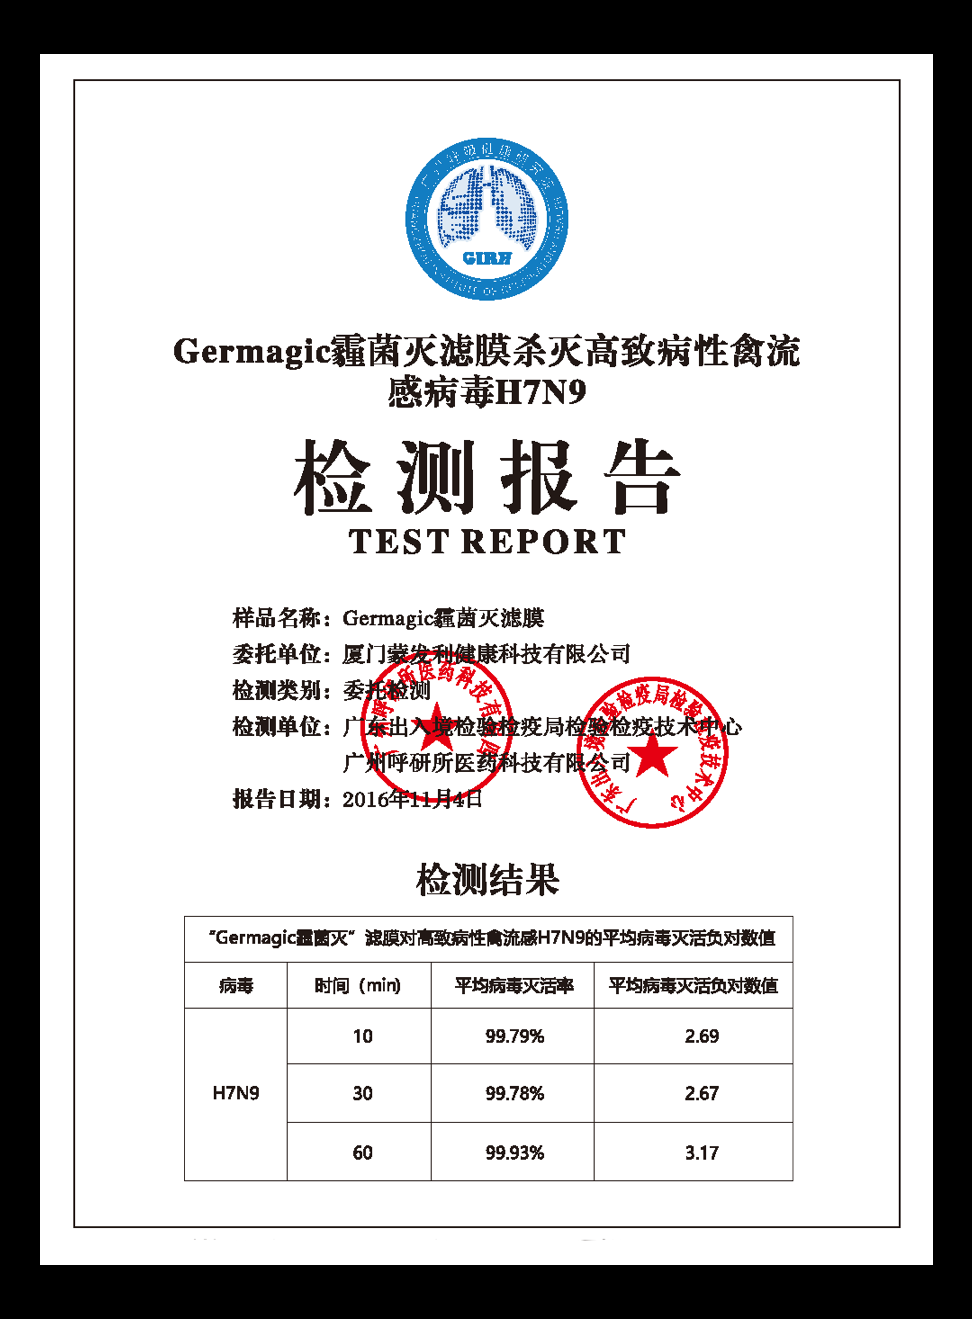 GIRH
Germagic霾菌灭滤膜杀灭高致病性禽流
感病毒H7N9
检测报告
TEST REPORT
样品名称：Germagic霾菌灭滤膜
委托单位：厦门蒙发利健康科技有限公司
检测类别：委托检测
检测单位：广东出入境检验检疫局检验检疫技术中心
广州呼研所医药科技有限公司
报告日期：2016年11月4日
检测结果
“Germagic霾菌灭“ 滤膜对高致病性禽流感H7N9的平均病毒灭活负对数值
病毒 时间（min) 平均病毒灭活率 平均病毒灭活负对数值
10 99.79% 2.69
H7N9 30 99.78% 2.67
60 99.93% 3.17